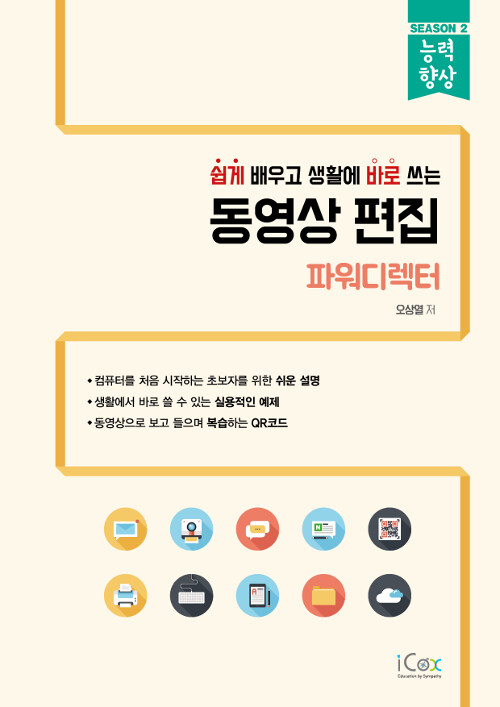 SEASON 2
능력
향상
쉽게 배우고 생활에 바로 쓰는
동영상 편집
파워디렉터
오상열 저
◆ 컴퓨터를 처음 시작하는 초보자를 위한 쉬운 설명
◆ 생활에서 바로 쓸 수 있는 실용적인 예제
◆ 동영상으로 보고 들으며 복습하는 QR코드
iCox
Education by Sympathy